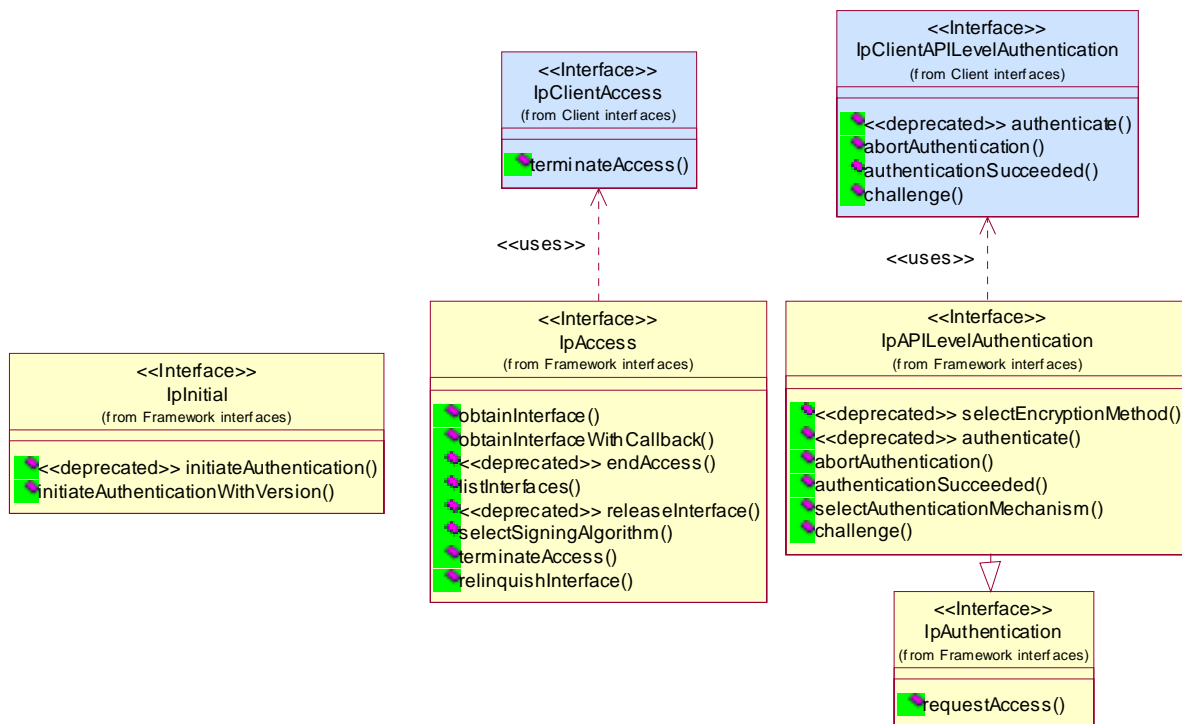 <<Interface>>
IpClientAccess
(from Client interfaces)
terminateAccess()
<<Interface>>
IpClientAPILevelAuthentication
(from Client interfaces)
<<deprecated>> authenticate()
abortAuthentication()
authenticationSucceeded()
challenge()
<<uses>>
<<uses>>
<<Interface>>
IpInitial
(from Framework interfaces)
<<deprecated>> initiateAuthentication()
initiateAuthenticationWithVersion()
<<Interface>>
IpAccess
(from Framework interfaces)
obtainInterface()
obtainInterfaceWithCallback()
<<deprecated>> endAccess()
listInterfaces()
<<deprecated>> releaseInterface()
selectSigningAlgorithm()
terminateAccess()
relinquishInterface()
<<Interface>>
IpAPILevelAuthentication
(from Framework interfaces)
<<deprecated>> selectEncryptionMethod()
<<deprecated>> authenticate()
abortAuthentication()
authenticationSucceeded()
selectAuthenticationMechanism()
challenge()
<<Interface>>
IpAuthentication
(from Framework interfaces)
requestAccess()